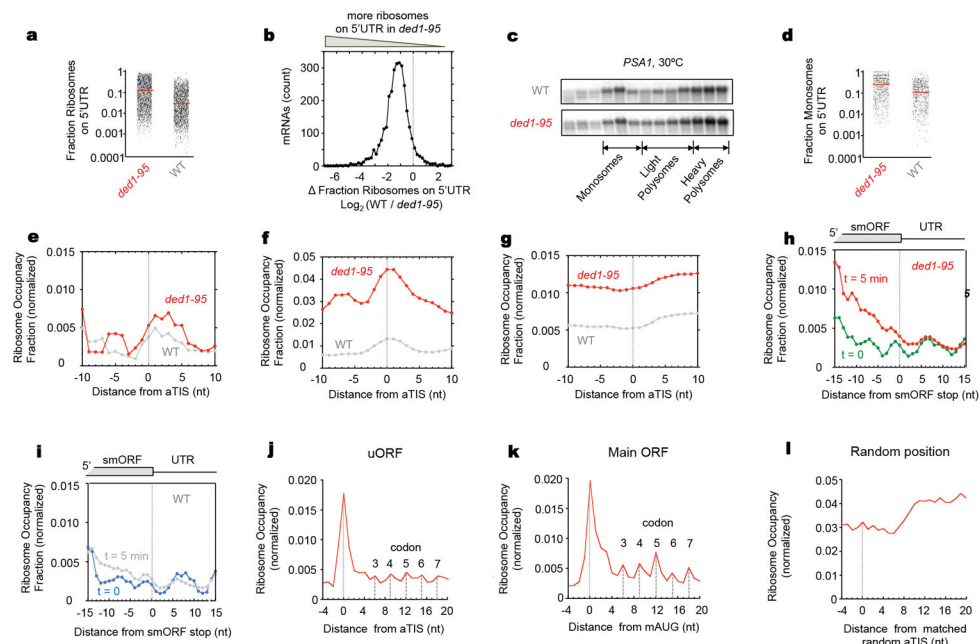 a
Fraction Ribosomes
on 5'UTR
1
0.1
0.01
0.001
0.0001
ded1-95
WT
b
more ribosomes
on 5'UTR in ded1-95
mRNAs (count)
300
200
100
0
-6 -4 -2 0 2
Δ Fraction Ribosomes on 5'UTR
Log2 (WT / ded1-95)
c
PSA1, 30ºC
WT
ded1-95
Monosomes
Light
Polysomes
Heavy
Polysomes
d
Fraction Monosomes
on 5'UTR
1
0.1
0.01
0.001
0.0001
ded1-95
WT
e
Ribosome Occupnacy
Fraction (normalized)
0.015
0.010
0.005
0
ded1-95
WT
-10 -5 0 5 10
Distance from aTIS (nt)
f
Ribosome Occupancy
Fraction (normalized)
0.05
0.04
0.03
0.02
0.01
0
ded1-95
WT
-10 -5 0 5 10
Distance from aTIS (nt)
g
Ribosome Occupancy
Fraction (normalized)
0.015
0.010
0.005
0
ded1-95
WT
-10 -5 0 5 10
Distance from aTIS (nt)
h
5' smORF UTR
Ribosome Occupancy
Fraction (normalized)
0.015
0.010
0.005
0
ded1-95
t = 5 min
t = 0
5
-15 -10 -5 0 5 10 15
Distance from smORF stop (nt)
i
5' smORF UTR
Ribosome Occupancy
Fraction (normalized)
0.015
0.010
0.005
0
WT
t = 5 min
t = 0
-15 -10 -5 0 5 10 15
Distance from smORF stop (nt)
j
uORF
Ribosome Occupancy
(normalized)
0.020
0.015
0.010
0.005
0
codon
3 4 5 6 7
-4 0 4 8 12 16 20
Distance from aTIS (nt)
k
Main ORF
Ribosome Occupancy
(normalized)
0.020
0.015
0.010
0.005
0
codon
3 4 5 6 7
-4 0 4 8 12 16 20
Distance from mAUG (nt)
l
Random position
Ribosome Occupancy
(normalized)
0.05
0.04
0.03
0.02
0.01
0
-4 0 4 8 12 16 20
Distance from matched
random aTIS (nt)